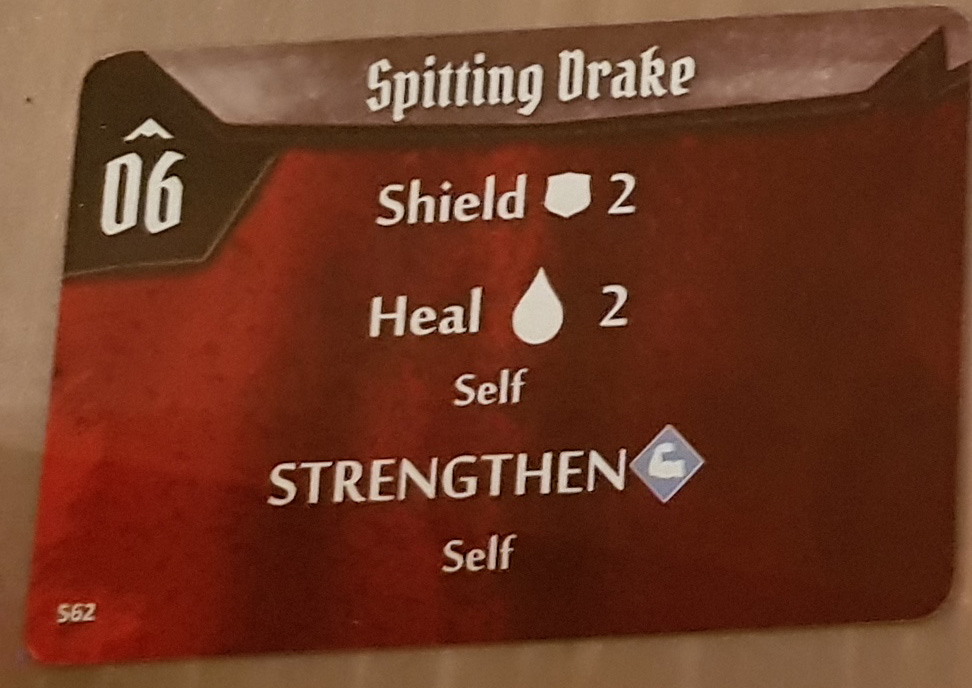 Spitting Drake
06
Shield 2
Heal 2
Self
STRENGTHEN
Self
562